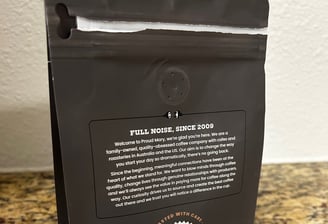 FULL NOISE, SINCE 2009
Welcome to Proud Mary, we're glad you're here. We are a
family-owned, quality-obsessed coffee company with cafes and
roasteries in Australia and the US. Our aim is to change the way
you start your day so dramatically, there's no going back.
Since the beginning, meaningful connections have been at the
heart of what we stand for. We want to blow minds through coffee
quality, change lives through genuine relationships with producers,
and we'll always see the value in paying more for coffee along the
way. Our curiosity drives us to source and create the best cafes
out there and we trust you will notice a difference in the cup.
WITH CARE